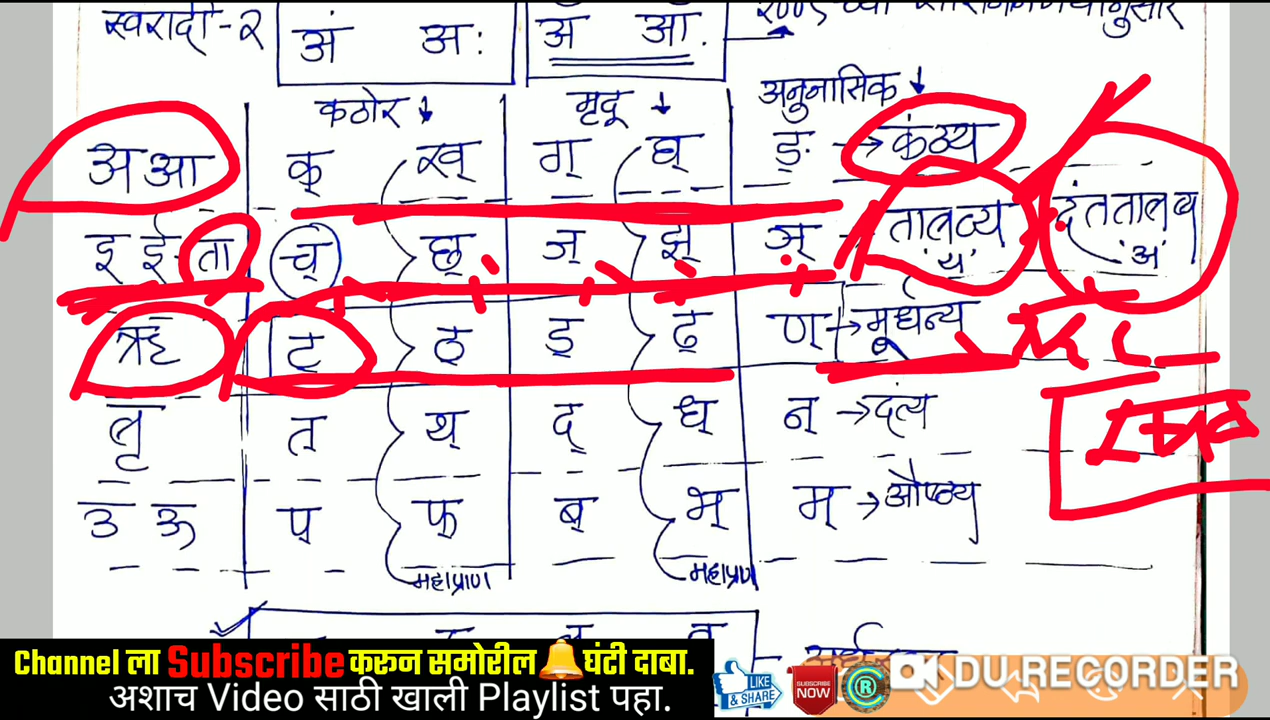 स्वरादी-२ अं अः अ आ.
कठोर↓ मृदू ↓ अनुनासिक ↓
अ आ क् ख् ग् घ् ङ् → कंठ्य
इ ई ता च् छ् ज् झ् ञ् → तालव्य दंततालव्य
'य' 'अ'
ऋ ट् ठ् ड् ढ् ण् → मूर्धन्य
लृ त् थ् द् ध् न् → दंत्य
उ ऊ प् फ् ब् भ् म् → औष्ठ्य
महाप्राण महाप्राण
Channel ला Subscribe करून समोरील घंटी दाबा.
अशाच Video साठी खाली Playlist पहा.
LIKE & SHARE
SUBSCRIBE NOW
R
DU RECORDER